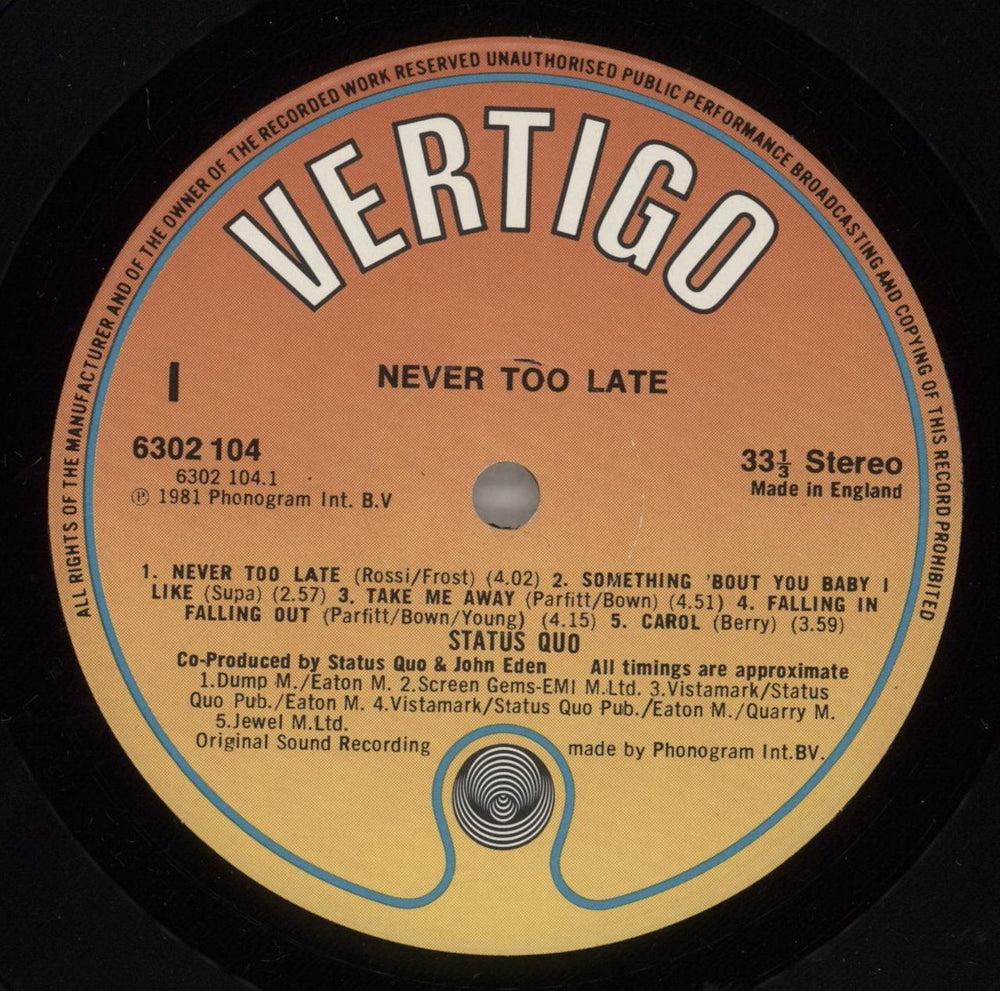 ALL RIGHTS OF THE MANUFACTURER AND OF THE OWNER OF THE RECORDED WORK RESERVED UNAUTHORISED PUBLIC PERFORMANCE BROADCASTING AND COPYING OF THIS RECORD PROHIBITED
VERTIGO
NEVER TOO LATE
I
6302 104
6302 104.1
℗ 1981 Phonogram Int. B.V
33⅓ Stereo
Made in England
1. NEVER TOO LATE (Rossi/Frost) (4.02) 2. SOMETHING 'BOUT YOU BABY I
LIKE (Supa) (2.57) 3. TAKE ME AWAY (Parfitt/Bown) (4.51) 4. FALLING IN
FALLING OUT (Parfitt/Bown/Young) (4.15) 5. CAROL (Berry) (3.59)
STATUS QUO
Co-Produced by Status Quo & John Eden All timings are approximate
1.Dump M./Eaton M. 2.Screen Gems-EMI M.Ltd. 3.Vistamark/Status
Quo Pub./Eaton M. 4.Vistamark/Status Quo Pub./Eaton M./Quarry M.
5.Jewel M.Ltd.
Original Sound Recording made by Phonogram Int.BV.